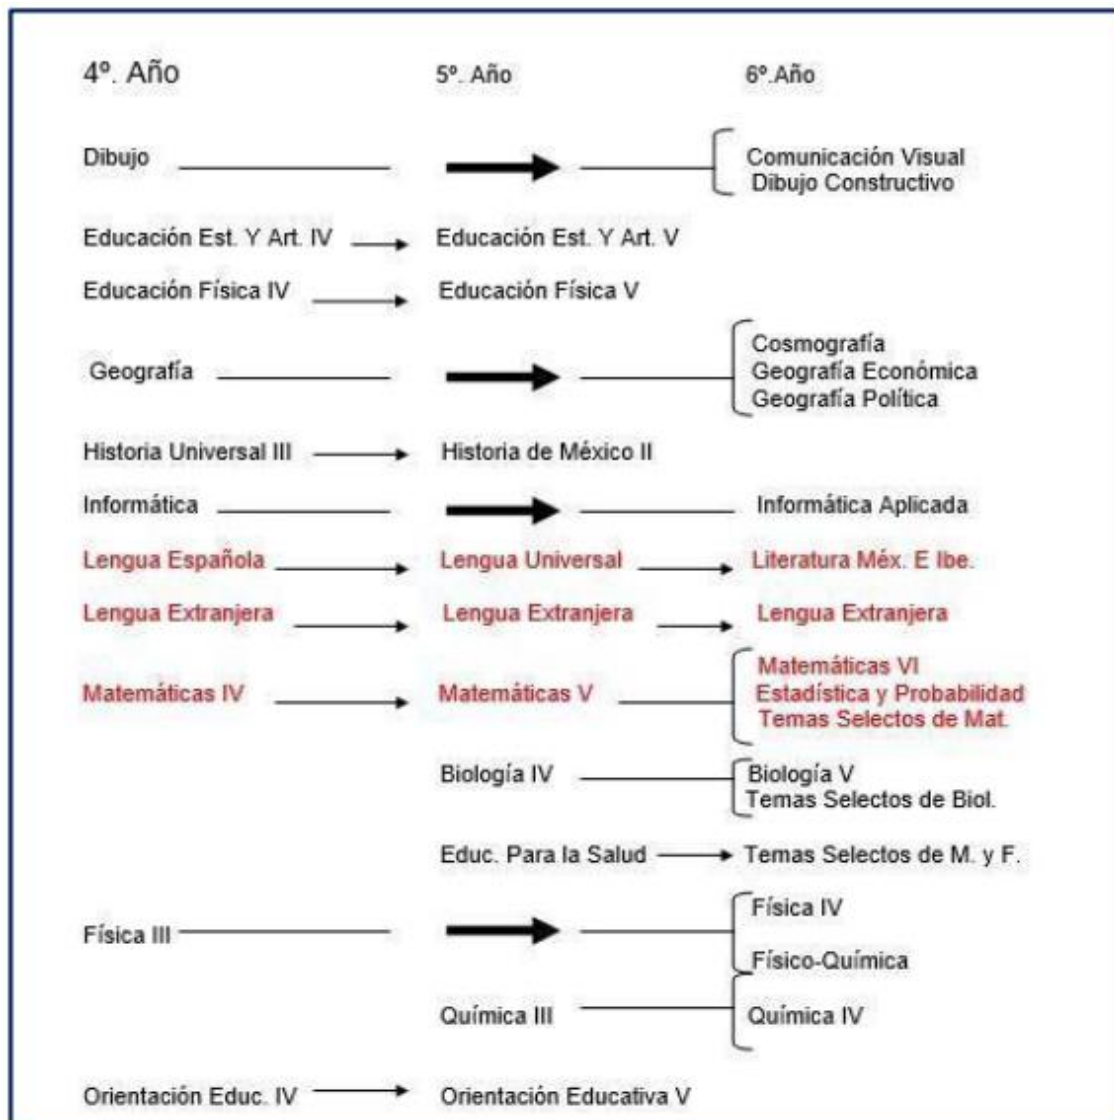 4º. Año 5º. Año 6º.Año
Dibujo Comunicación Visual
Dibujo Constructivo
Educación Est. Y Art. IV Educación Est. Y Art. V
Educación Física IV Educación Física V
Cosmografía
Geografía Geografía Económica
Geografía Política
Historia Universal III Historia de México II
Informática Informática Aplicada
Lengua Española Lengua Universal Literatura Méx. E Ibe.
Lengua Extranjera Lengua Extranjera Lengua Extranjera
Matemáticas VI
Matemáticas IV Matemáticas V Estadística y Probabilidad
Temas Selectos de Mat.
Biología IV Biología V
Temas Selectos de Biol.
Educ. Para la Salud Temas Selectos de M. y F.
Física IV
Física III
Físico-Química
Química III Química IV
Orientación Educ. IV Orientación Educativa V